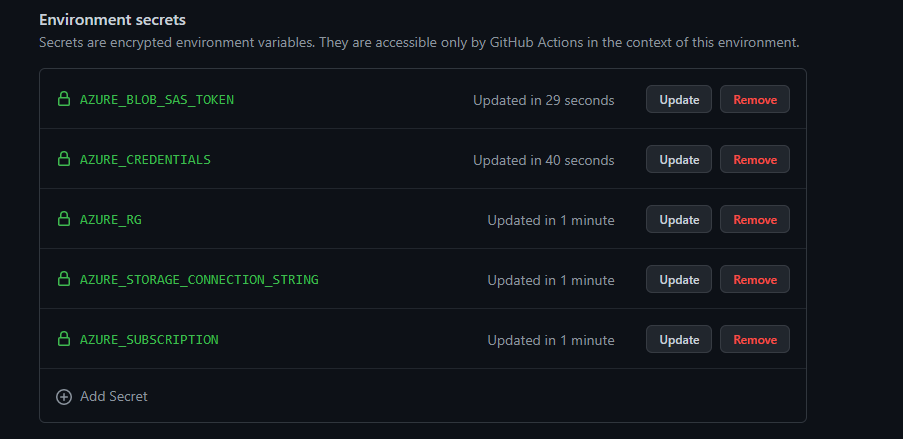 Environment secrets
Secrets are encrypted environment variables. They are accessible only by GitHub Actions in the context of this environment.
AZURE_BLOB_SAS_TOKEN Updated in 29 seconds Update Remove
AZURE_CREDENTIALS Updated in 40 seconds Update Remove
AZURE_RG Updated in 1 minute Update Remove
AZURE_STORAGE_CONNECTION_STRING Updated in 1 minute Update Remove
AZURE_SUBSCRIPTION Updated in 1 minute Update Remove
Add Secret